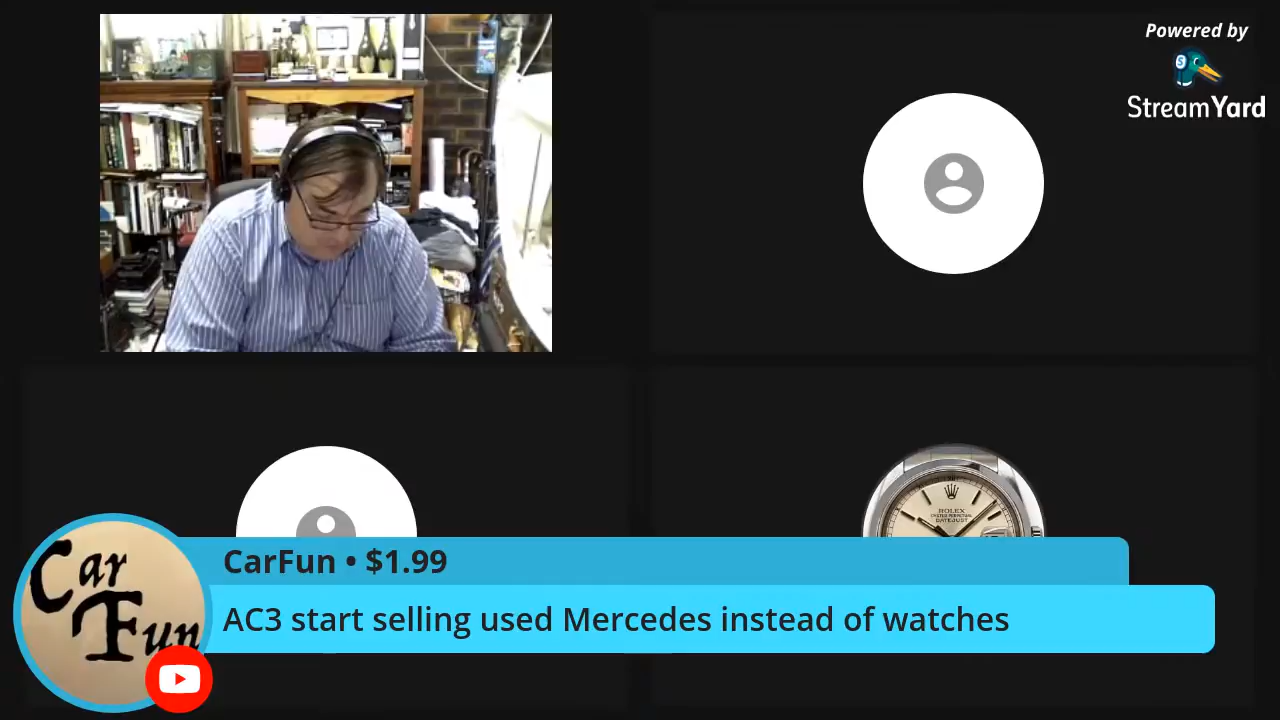 Powered by
StreamYard
ROLEX
OYSTER PERPETUAL
DATEJUST
CarFun • $1.99
AC3 start selling used Mercedes instead of watches
Car
Fun